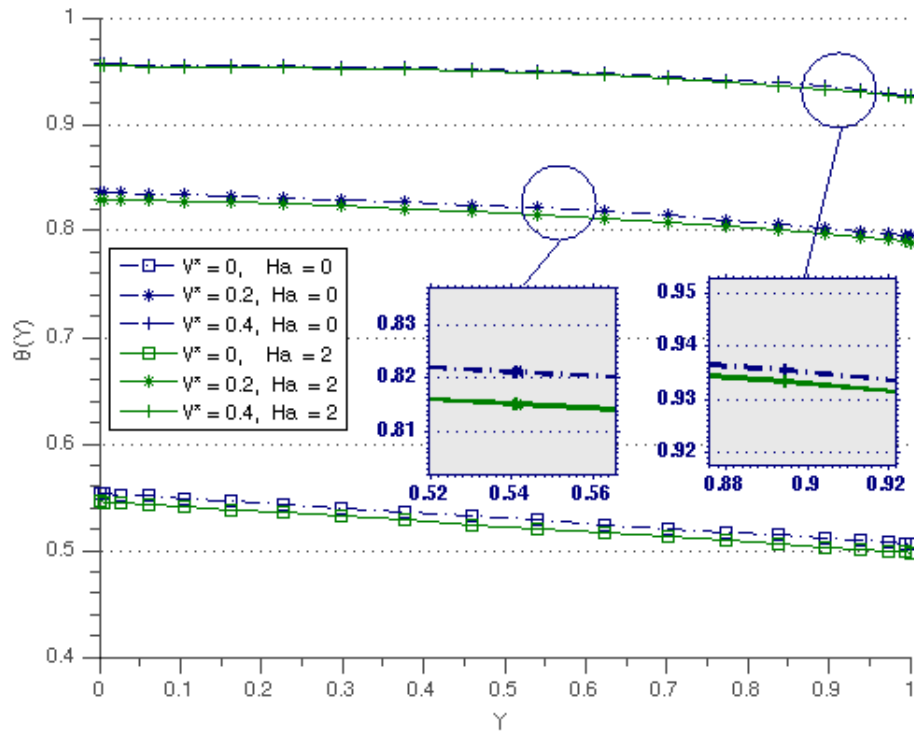 1
0.9
0.8
0.7
0.6
0.5
0.4
θ(Y)
V* = 0, Ha = 0
V* = 0.2, Ha = 0
V* = 0.4, Ha = 0
V* = 0, Ha = 2
V* = 0.2, Ha = 2
V* = 0.4, Ha = 2
0.83
0.82
0.81
0.52 0.54 0.56
0.95
0.94
0.93
0.92
0.88 0.9 0.92
0 0.1 0.2 0.3 0.4 0.5 0.6 0.7 0.8 0.9 1
Y